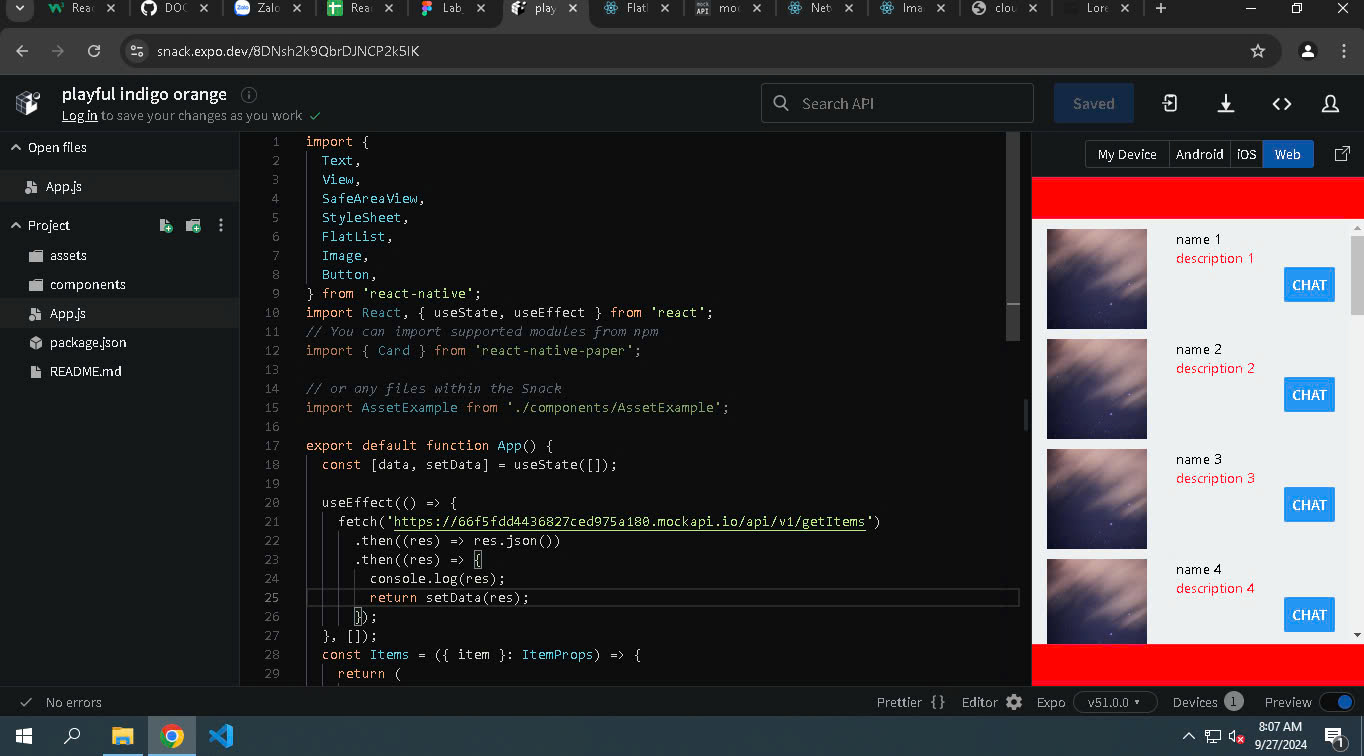 Reac
DOC
Zalo
Rea
Lab_
play
Flatl
moc
Netv
Ima
clou
Lore
snack.expo.dev/8DNsh2k9QbrDJNCP2k5IK
playful indigo orange
Log in to save your changes as you work
Search API
Saved
Open files
App.js
Project
assets
components
App.js
package.json
README.md
1 import {
2 Text,
3 View,
4 SafeAreaView,
5 StyleSheet,
6 FlatList,
7 Image,
8 Button,
9 } from 'react-native';
10 import React, { useState, useEffect } from 'react';
11 // You can import supported modules from npm
12 import { Card } from 'react-native-paper';
13
14 // or any files within the Snack
15 import AssetExample from './components/AssetExample';
16
17 export default function App() {
18 const [data, setData] = useState([]);
19
20 useEffect(() => {
21 fetch('https://66f5fdd4436827ced975a180.mockapi.io/api/v1/getItems')
22 .then((res) => res.json())
23 .then((res) => {
24 console.log(res);
25 return setData(res);
26 });
27 }, []);
28 const Items = ({ item }: ItemProps) => {
29 return (
My Device Android iOS Web
name 1
description 1
CHAT
name 2
description 2
CHAT
name 3
description 3
CHAT
name 4
description 4
CHAT
No errors
Prettier {} Editor Expo v51.0.0 Devices 1 Preview
8:07 AM
9/27/2024
1